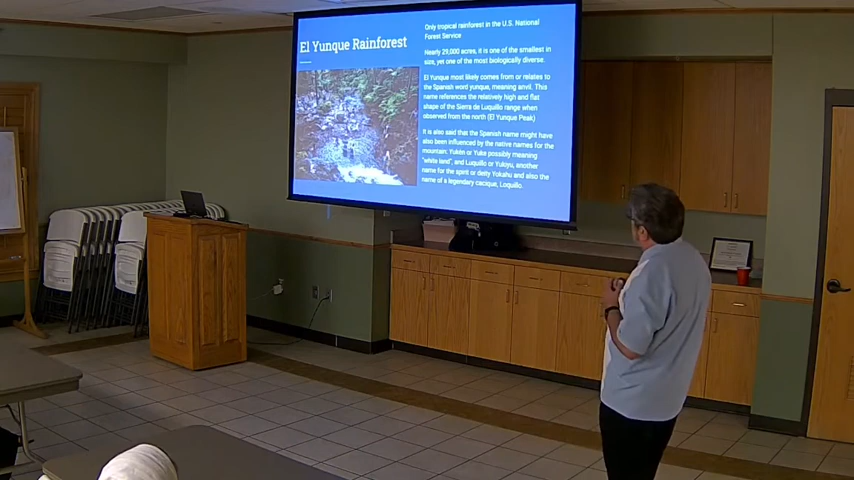 El Yunque Rainforest
Only tropical rainforest in the U.S. National
Forest Service
Nearly 29,000 acres, it is one of the smallest in
size, yet one of the most biologically diverse.
El Yunque most likely comes from or relates to
the Spanish word yunque, meaning anvil. This
name references the relatively high and flat
shape of the Sierra de Luquillo range when
observed from the north (El Yunque Peak)
It is also said that the Spanish name might have
also been influenced by the native names for the
mountain: Yukén or Yuke possibly meaning
"white land", and Luquillo or Yukiyu, another
name for the spirit or deity Yokahu and also the
name of a legendary cacique, Loquillo.